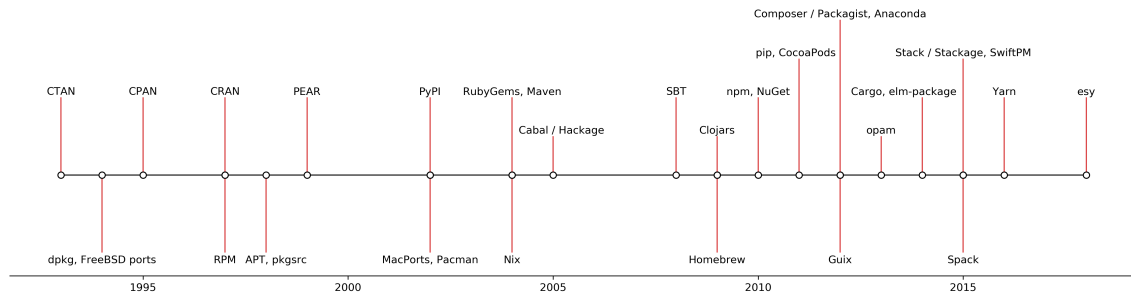 Composer / Packagist, Anaconda
pip, CocoaPods
Stack / Stackage, SwiftPM
CTAN
CPAN
CRAN
PEAR
PyPI
RubyGems, Maven
SBT
npm, NuGet
Cargo, elm-package
Yarn
esy
Cabal / Hackage
Clojars
opam
dpkg, FreeBSD ports
RPM
APT, pkgsrc
MacPorts, Pacman
Nix
Homebrew
Guix
Spack
1995
2000
2005
2010
2015